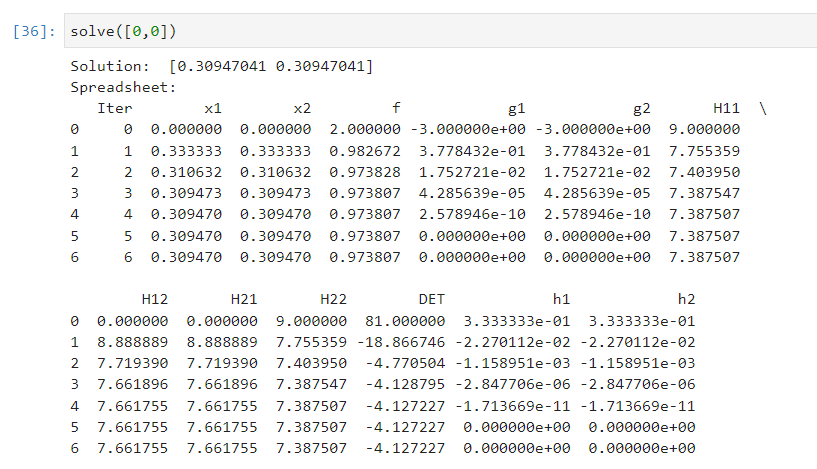 [36]: solve([0,0])
Solution:  [0.30947041 0.30947041]
Spreadsheet:
   Iter        x1        x2         f            g1            g2       H11  \
0     0  0.000000  0.000000  2.000000 -3.000000e+00 -3.000000e+00  9.000000
1     1  0.333333  0.333333  0.982672  3.778432e-01  3.778432e-01  7.755359
2     2  0.310632  0.310632  0.973828  1.752721e-02  1.752721e-02  7.403950
3     3  0.309473  0.309473  0.973807  4.285639e-05  4.285639e-05  7.387547
4     4  0.309470  0.309470  0.973807  2.578946e-10  2.578946e-10  7.387507
5     5  0.309470  0.309470  0.973807  0.000000e+00  0.000000e+00  7.387507
6     6  0.309470  0.309470  0.973807  0.000000e+00  0.000000e+00  7.387507
        H12       H21       H22        DET            h1            h2
0  0.000000  0.000000  9.000000  81.000000  3.333333e-01  3.333333e-01
1  8.888889  8.888889  7.755359 -18.866746 -2.270112e-02 -2.270112e-02
2  7.719390  7.719390  7.403950  -4.770504 -1.158951e-03 -1.158951e-03
3  7.661896  7.661896  7.387547  -4.128795 -2.847706e-06 -2.847706e-06
4  7.661755  7.661755  7.387507  -4.127227 -1.713669e-11 -1.713669e-11
5  7.661755  7.661755  7.387507  -4.127227  0.000000e+00  0.000000e+00
6  7.661755  7.661755  7.387507  -4.127227  0.000000e+00  0.000000e+00